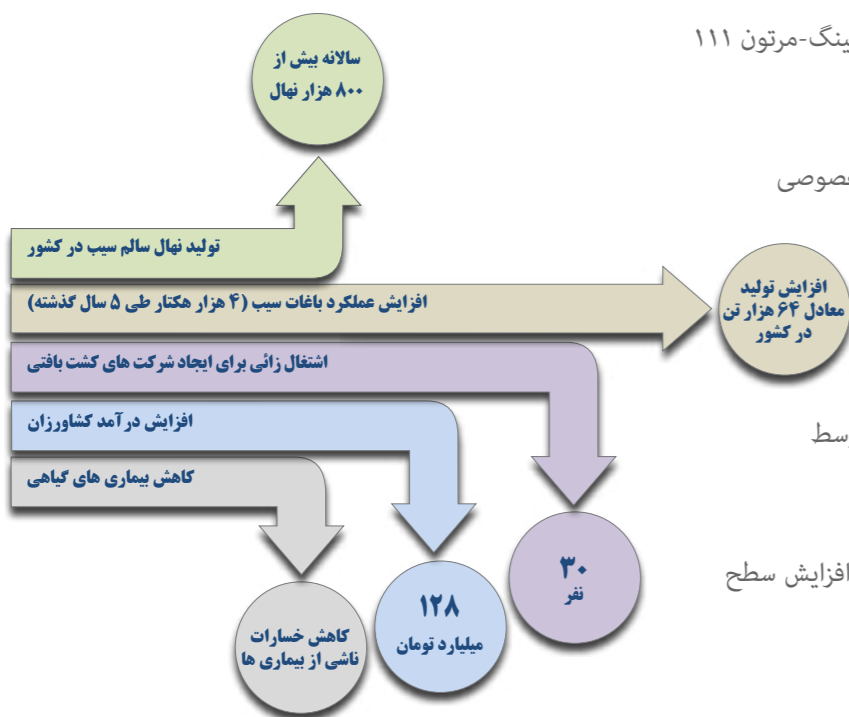 سالانه بیش از
۸۰۰ هزار نهال
تولید نهال سالم سیب در کشور
افزایش عملکرد باغات سیب (۴ هزار هکتار طی ۵ سال گذشته)
افزایش تولید
معادل ۶۴ هزار تن
در کشور
اشتغال زائی برای ایجاد شرکت های کشت بافتی
افزایش درآمد کشاورزان
کاهش بیماری های گیاهی
۳۰
نفر
۱۲۸
میلیارد تومان
کاهش خسارات
ناشی از بیماری ها
مرتون ۱۱۱
افزایش سطح